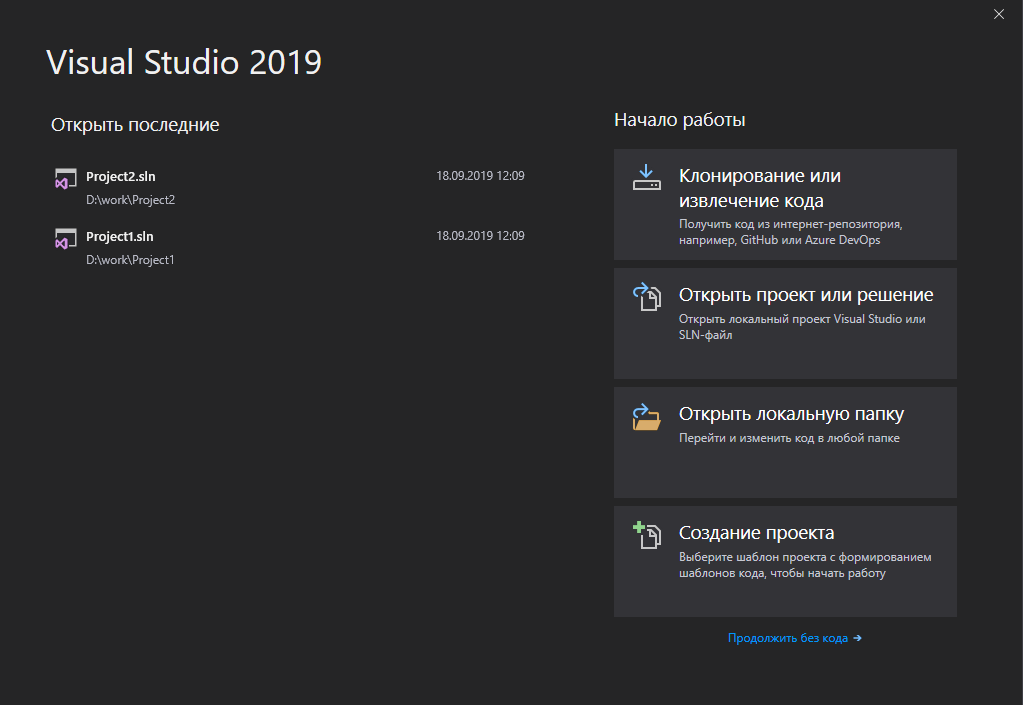 Visual Studio 2019
Открыть последние
Project2.sln 18.09.2019 12:09
D:\work\Project2
Project1.sln 18.09.2019 12:09
D:\work\Project1
Начало работы
Клонирование или
извлечение кода
Получить код из интернет-репозитория,
например, GitHub или Azure DevOps
Открыть проект или решение
Открыть локальный проект Visual Studio или
SLN-файл
Открыть локальную папку
Перейти и изменить код в любой папке
Создание проекта
Выберите шаблон проекта с формированием
шаблонов кода, чтобы начать работу
Продолжить без кода →